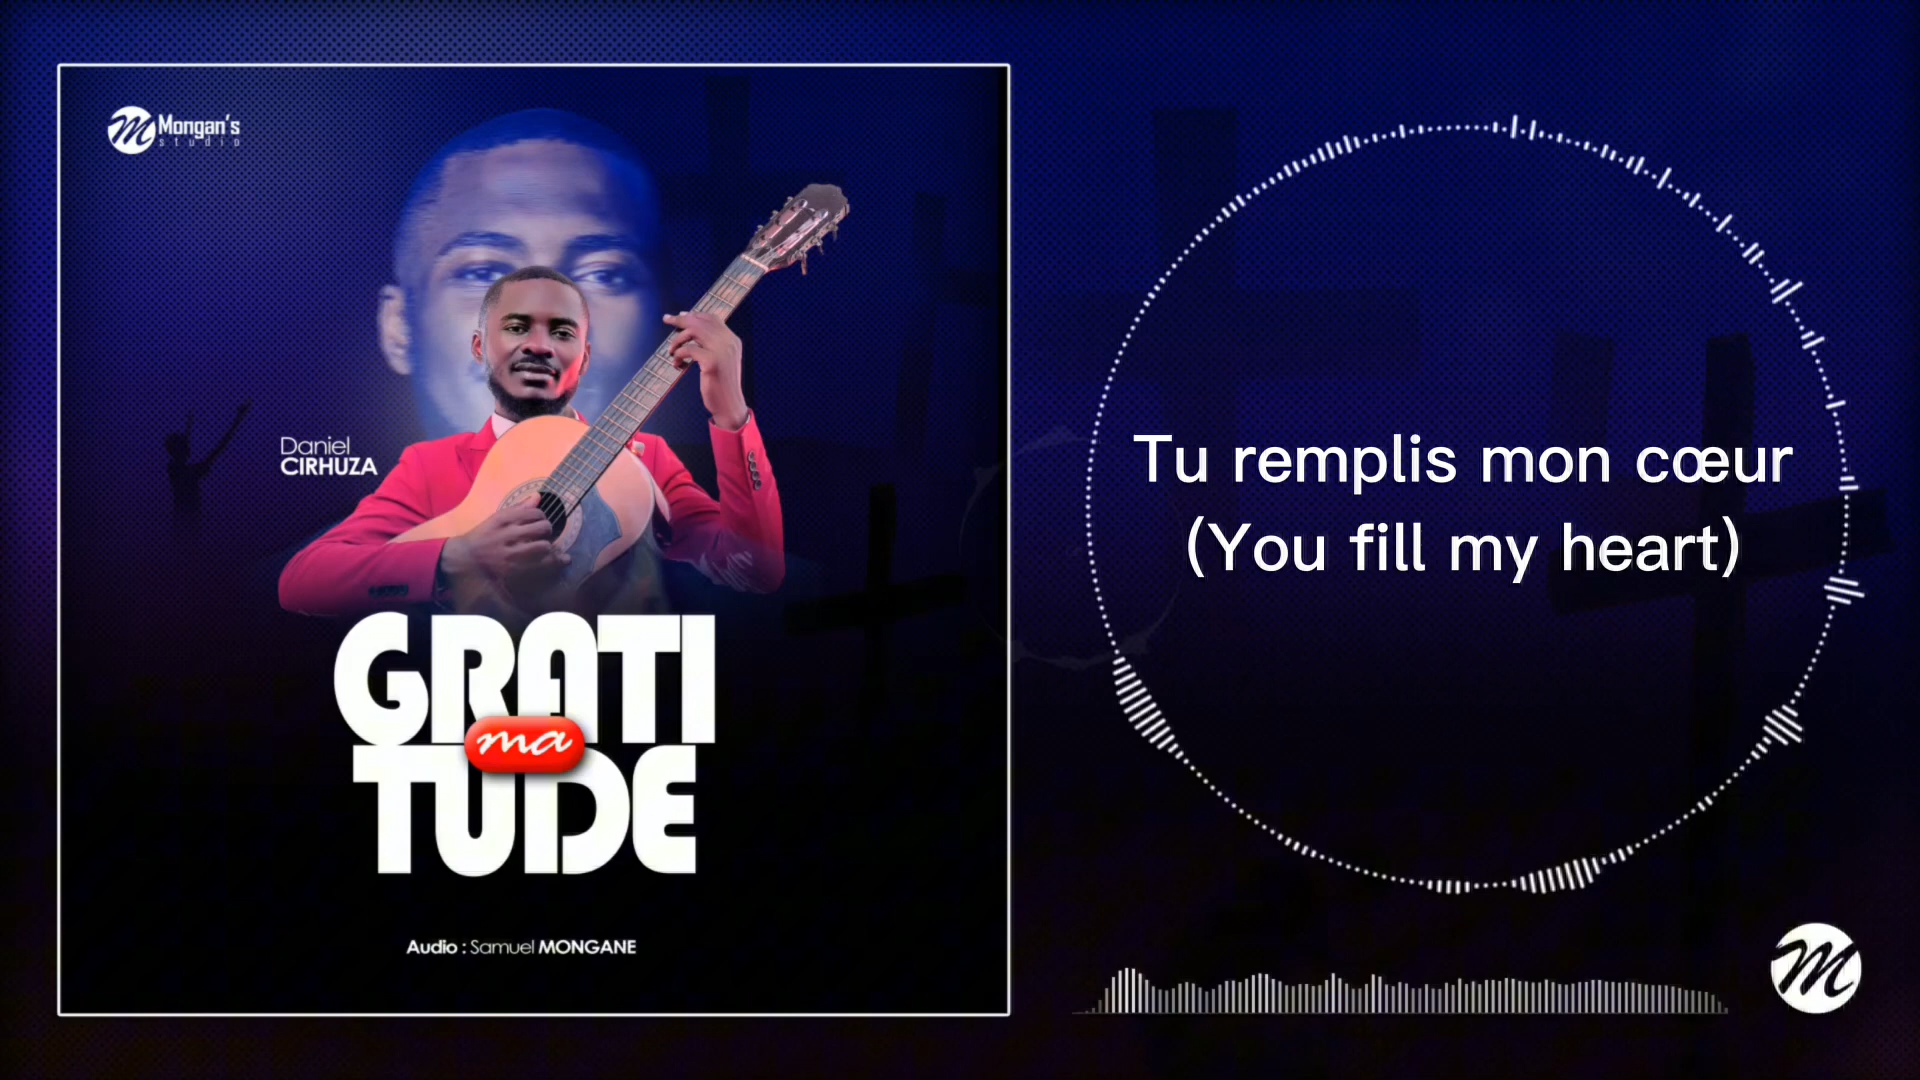 Mongan's
studio
Daniel
CIRHUZA
GRATI
ma
TUDE
Audio : Samuel MONGANE
Tu remplis mon cœur
(You fill my heart)
M